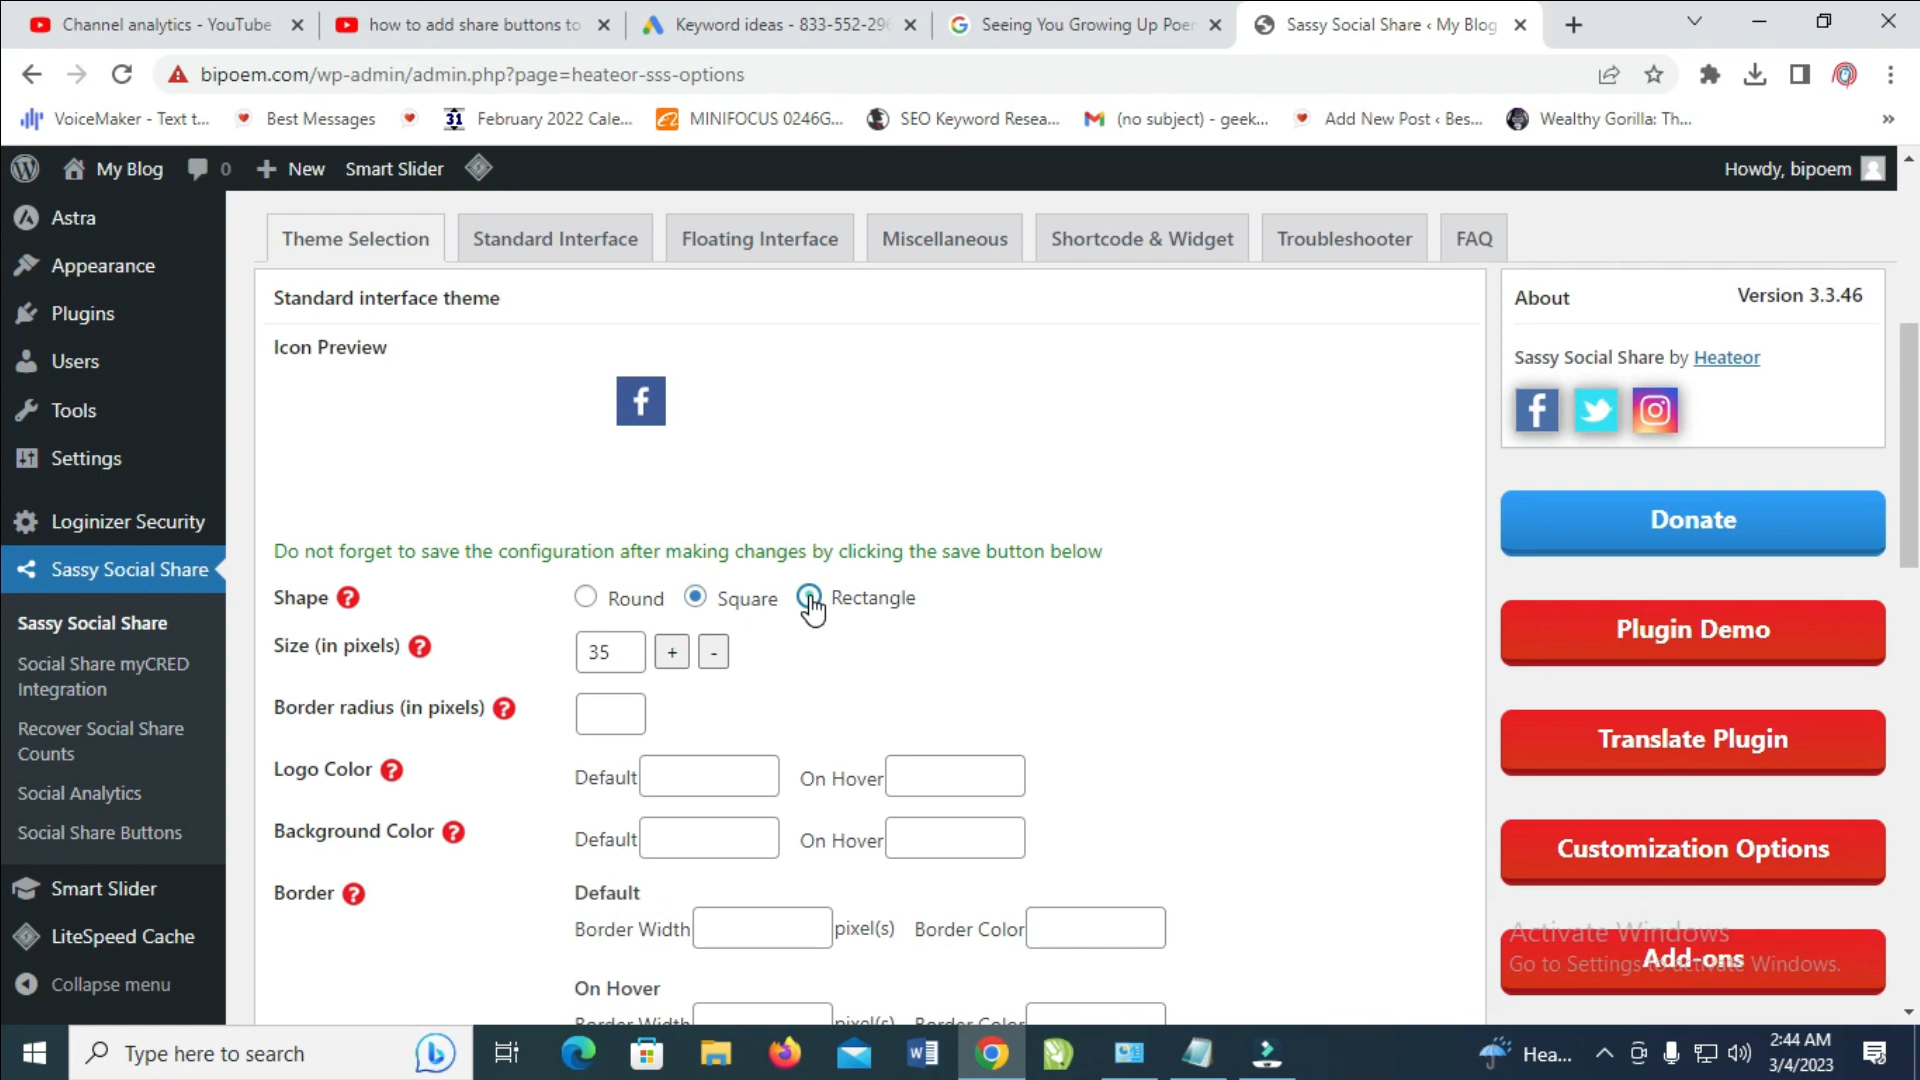 Channel analytics - YouTube
how to add share buttons to
Keyword ideas - 833-552-296
Seeing You Growing Up Poem
Sassy Social Share ‹ My Blog
bipoem.com/wp-admin/admin.php?page=heateor-sss-options
VoiceMaker - Text t...
Best Messages
31
February 2022 Cale...
MINIFOCUS 0246G...
SEO Keyword Resea...
(no subject) - geek...
Add New Post ‹ Bes...
Wealthy Gorilla: Th...
»
My Blog
0
New
Smart Slider
Howdy, bipoem
Astra
Appearance
Plugins
Users
Tools
Settings
Loginizer Security
Sassy Social Share
Sassy Social Share
Social Share myCRED
Integration
Recover Social Share
Counts
Social Analytics
Social Share Buttons
Smart Slider
LiteSpeed Cache
Collapse menu
Theme Selection
Standard Interface
Floating Interface
Miscellaneous
Shortcode & Widget
Troubleshooter
FAQ
Standard interface theme
Icon Preview
Do not forget to save the configuration after making changes by clicking the save button below
Shape ?
Round
Square
Rectangle
Size (in pixels) ?
35
+
-
Border radius (in pixels) ?
Logo Color ?
Default
On Hover
Background Color ?
Default
On Hover
Border ?
Default
Border Width
pixel(s)
Border Color
On Hover
Border Width
pixel(s)
Border Color
About
Version 3.3.46
Sassy Social Share by Heateor
Donate
Plugin Demo
Translate Plugin
Customization Options
Add-ons
Activate Windows
Go to Settings to activate Windows.
Type here to search
Hea...
2:44 AM
3/4/2023